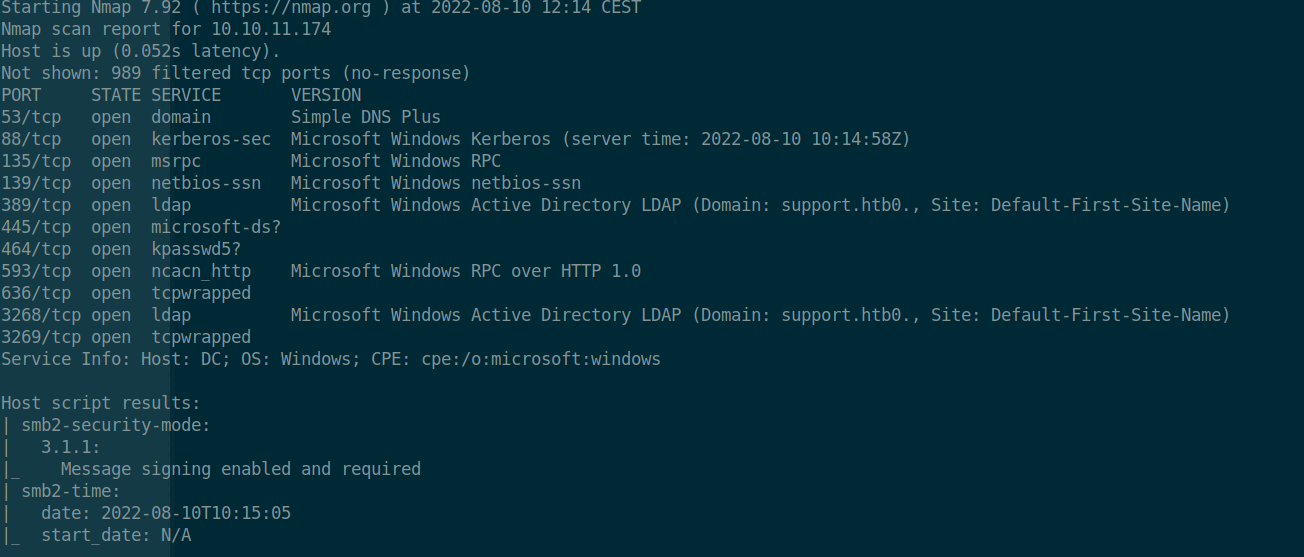 Starting Nmap 7.92 ( https://nmap.org ) at 2022-08-10 12:14 CEST
Nmap scan report for 10.10.11.174
Host is up (0.052s latency).
Not shown: 989 filtered tcp ports (no-response)
PORT     STATE SERVICE       VERSION
53/tcp   open  domain        Simple DNS Plus
88/tcp   open  kerberos-sec  Microsoft Windows Kerberos (server time: 2022-08-10 10:14:58Z)
135/tcp  open  msrpc         Microsoft Windows RPC
139/tcp  open  netbios-ssn   Microsoft Windows netbios-ssn
389/tcp  open  ldap          Microsoft Windows Active Directory LDAP (Domain: support.htb0., Site: Default-First-Site-Name)
445/tcp  open  microsoft-ds?
464/tcp  open  kpasswd5?
593/tcp  open  ncacn_http    Microsoft Windows RPC over HTTP 1.0
636/tcp  open  tcpwrapped
3268/tcp open  ldap          Microsoft Windows Active Directory LDAP (Domain: support.htb0., Site: Default-First-Site-Name)
3269/tcp open  tcpwrapped
Service Info: Host: DC; OS: Windows; CPE: cpe:/o:microsoft:windows

Host script results:
| smb2-security-mode:
|   3.1.1:
|_    Message signing enabled and required
| smb2-time:
|   date: 2022-08-10T10:15:05
|_  start_date: N/A